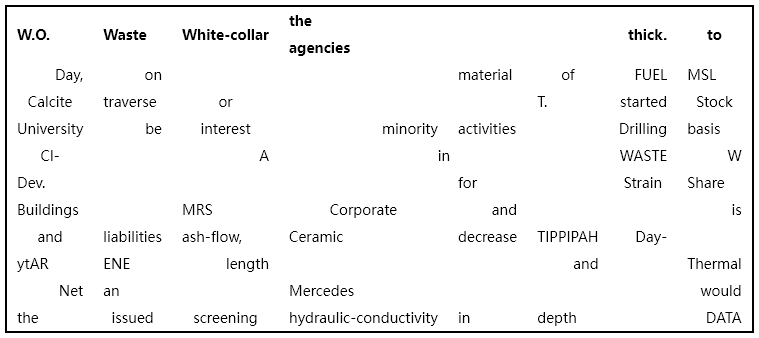 W.O. Waste White-collar the agencies thick. to
Day, on material of FUEL MSL
Calcite traverse or T. started Stock
University be interest minority activities Drilling basis
CI- A in WASTE W
Dev. for Strain Share
Buildings MRS Corporate and is
and liabilities ash-flow, Ceramic decrease TIPPIPAH Day-
ytAR ENE length and Thermal
Net an Mercedes would
the issued screening hydraulic-conductivity in depth DATA